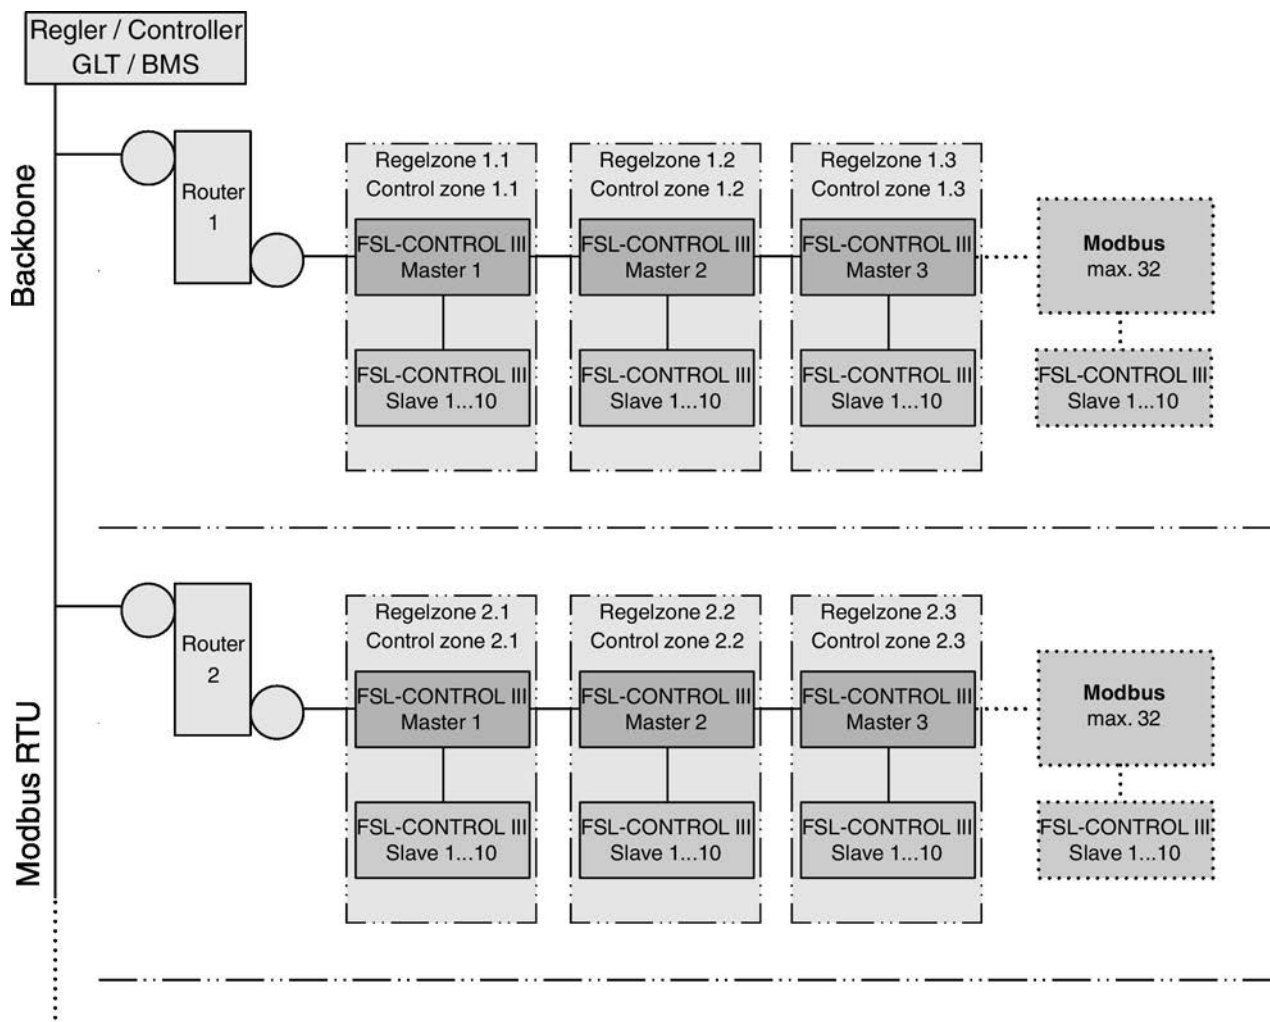 Regler / Controller
GLT / BMS
Backbone
Router
1
Regelzone 1.1
Control zone 1.1
FSL-CONTROL III
Master 1
FSL-CONTROL III
Slave 1...10
Regelzone 1.2
Control zone 1.2
FSL-CONTROL III
Master 2
FSL-CONTROL III
Slave 1...10
Regelzone 1.3
Control zone 1.3
FSL-CONTROL III
Master 3
FSL-CONTROL III
Slave 1...10
Modbus
max. 32
FSL-CONTROL III
Slave 1...10
Modbus RTU
Router
2
Regelzone 2.1
Control zone 2.1
FSL-CONTROL III
Master 1
FSL-CONTROL III
Slave 1...10
Regelzone 2.2
Control zone 2.2
FSL-CONTROL III
Master 2
FSL-CONTROL III
Slave 1...10
Regelzone 2.3
Control zone 2.3
FSL-CONTROL III
Master 3
FSL-CONTROL III
Slave 1...10
Modbus
max. 32
FSL-CONTROL III
Slave 1...10